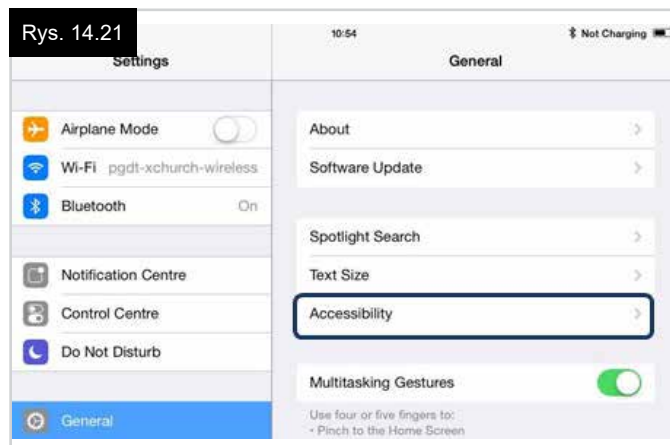 Rys. 14.21
10:54
Not Charging
Settings
General
Airplane Mode
Wi-Fi pgdt-xchurch-wireless
Bluetooth On
Notification Centre
Control Centre
Do Not Disturb
General
About
Software Update
Spotlight Search
Text Size
Accessibility
Multitasking Gestures
Use four or five fingers to:
- Pinch to the Home Screen